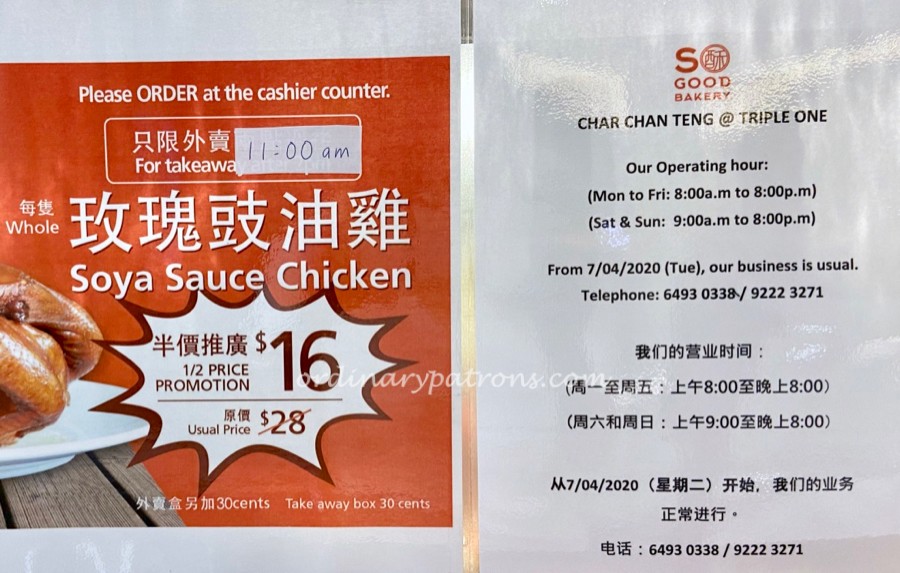 Please ORDER at the cashier counter.
只限外賣
For takeaway
11:00 am
每隻
Whole
玫瑰豉油雞
Soya Sauce Chicken
半價推廣
1/2 PRICE
PROMOTION
$16
原價
Usual Price
$28
外賣盒另加30cents Take away box 30 cents
SO 酥
GOOD
BAKERY
CHAR CHAN TENG @ TRIPLE ONE
Our Operating hour:
(Mon to Fri: 8:00a.m to 8:00p.m)
(Sat & Sun: 9:00a.m to 8:00p.m)
From 7/04/2020 (Tue), our business is usual.
Telephone: 6493 0338 / 9222 3271
我们的营业时间：
(周一至周五：上午8:00至晚上8:00)
(周六和周日：上午9:00至晚上8:00)
从7/04/2020（星期二）开始，我们的业务
正常进行。
电话：6493 0338 / 9222 3271
ordinarypatrons.com